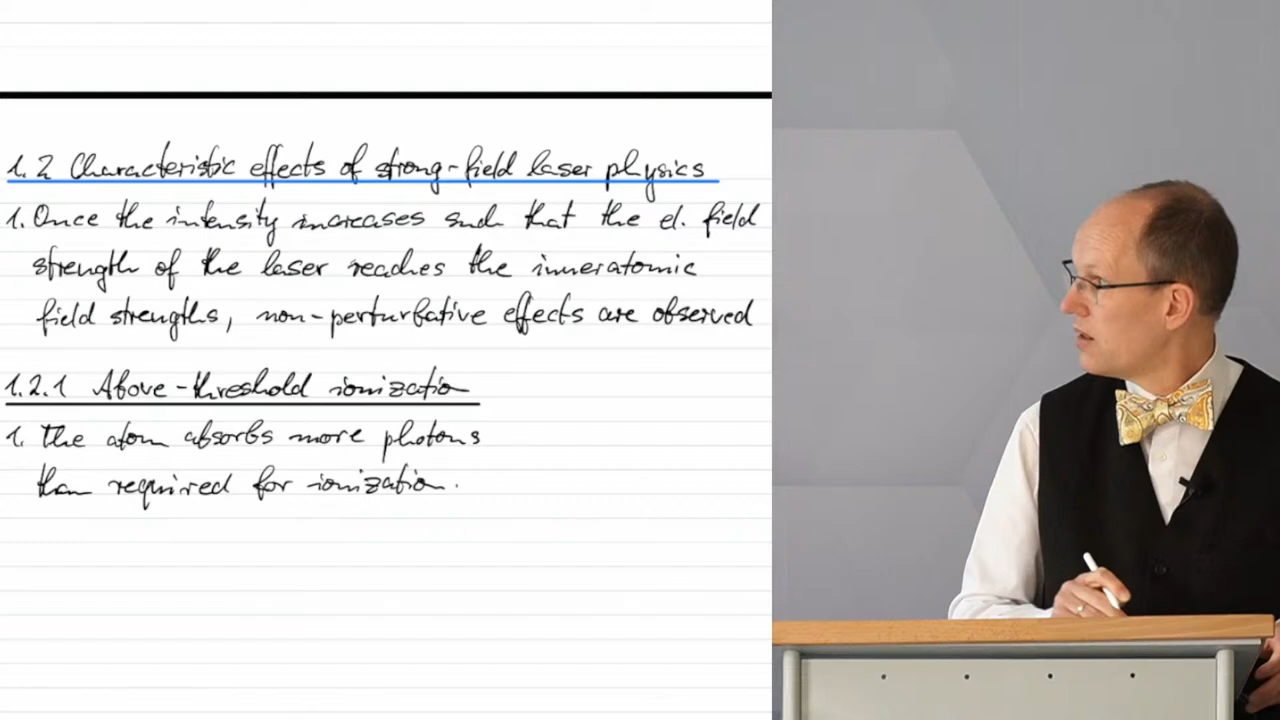 1.2 Characteristic effects of strong-field laser physics
1. Once the intensity increases such that the el. field
strength of the laser reaches the inneratomic
field strengths, non-perturbative effects are observed
1.2.1 Above-threshold ionization
1. the atom absorbs more photons
than required for ionization.